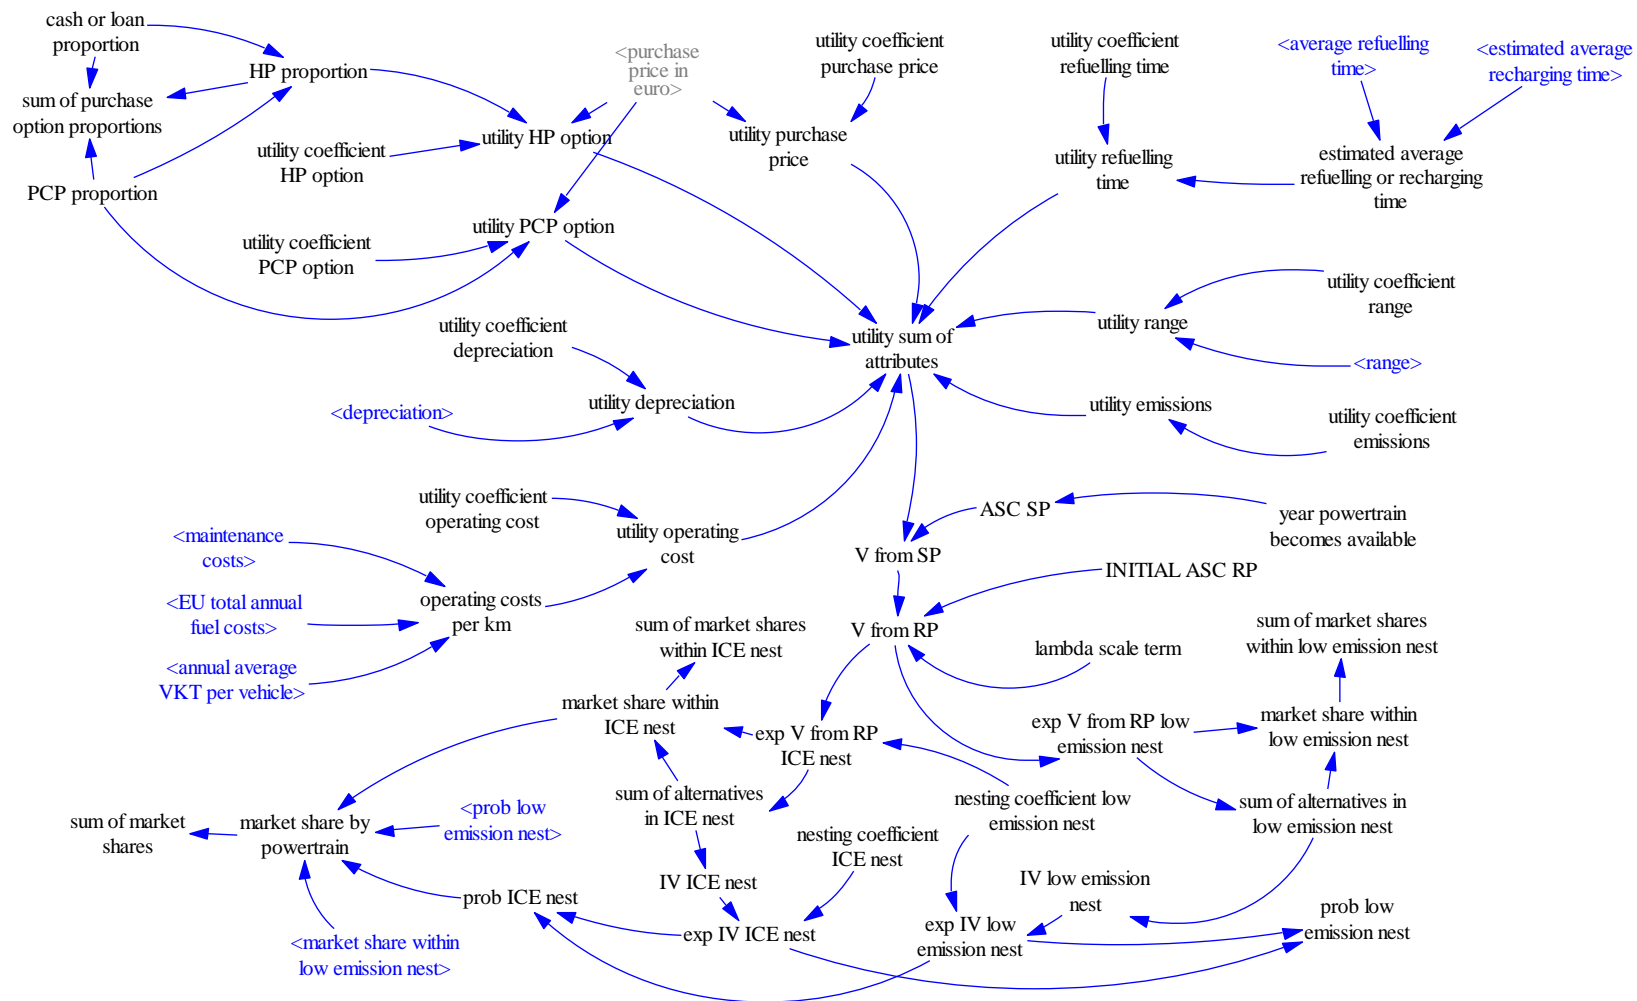 cash or loan
proportion
HP proportion
<purchase
price in
euro>
utility coefficient
purchase price
utility coefficient
refuelling time
<average refuelling
time>
<estimated average
recharging time>
sum of purchase
option proportions
utility HP option
utility purchase
price
utility coefficient
HP option
utility refuelling
time
estimated average
refuelling or recharging
time
PCP proportion
utility PCP option
utility coefficient
PCP option
utility coefficient
range
utility coefficient
depreciation
utility sum of
attributes
utility range
<range>
<depreciation>
utility depreciation
utility emissions
utility coefficient
emissions
utility coefficient
operating cost
ASC SP
year powertrain
becomes available
utility operating
cost
<maintenance
costs>
V from SP
INITIAL ASC RP
<EU total annual
fuel costs>
operating costs
per km
sum of market shares
within ICE nest
V from RP
sum of market shares
within low emission nest
lambda scale term
<annual average
VKT per vehicle>
market share within
ICE nest
exp V from RP
ICE nest
exp V from RP low
emission nest
market share within
low emission nest
sum of alternatives
in ICE nest
nesting coefficient low
emission nest
sum of alternatives in
low emission nest
sum of market
shares
market share by
powertrain
<prob low
emission nest>
nesting coefficient
ICE nest
IV ICE nest
IV low emission
nest
prob ICE nest
exp IV ICE nest
exp IV low
emission nest
prob low
emission nest
<market share within
low emission nest>